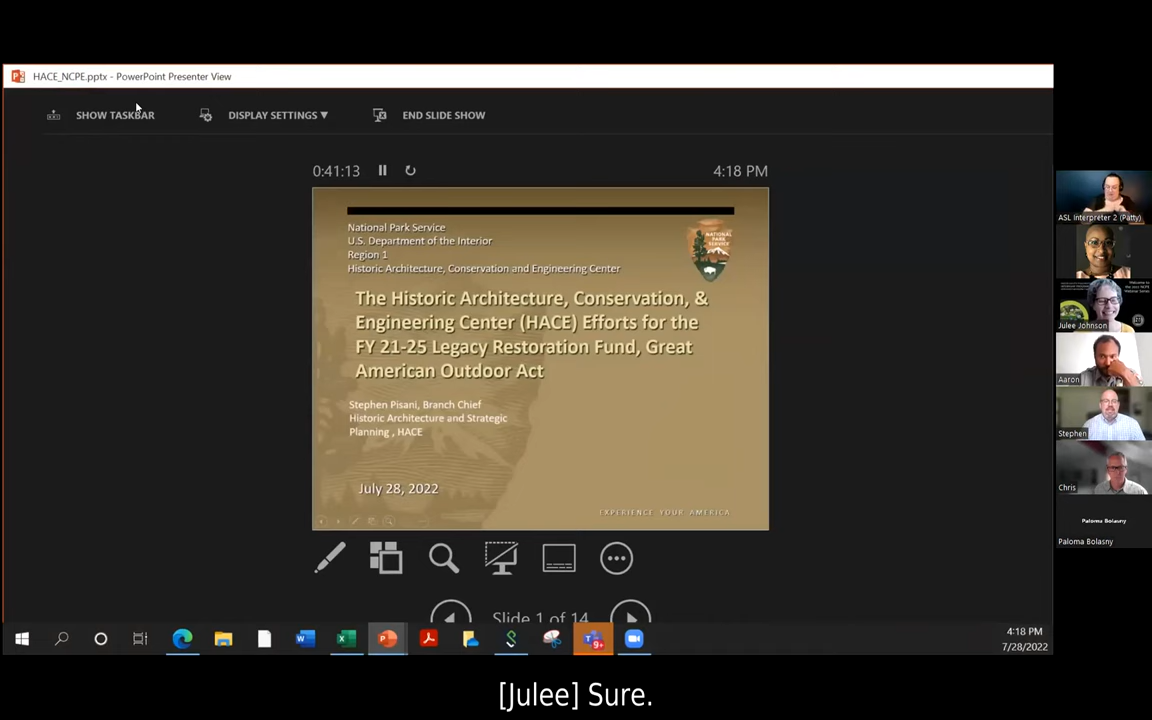 HACE_NCPE.pptx - PowerPoint Presenter View
SHOW TASKBAR
DISPLAY SETTINGS ▼
END SLIDE SHOW
0:41:13
4:18 PM
National Park Service
U.S. Department of the Interior
Region 1
Historic Architecture, Conservation and Engineering Center
NATIONAL
PARK
SERVICE
The Historic Architecture, Conservation, &
Engineering Center (HACE) Efforts for the
FY 21-25 Legacy Restoration Fund, Great
American Outdoor Act
Stephen Pisani, Branch Chief
Historic Architecture and Strategic
Planning , HACE
July 28, 2022
EXPERIENCE YOUR AMERICA
Slide 1 of 14
ASL Interpreter 2 (Patty)
Julee Johnson
Aaron
Stephen
Chris
Paloma Bolasny
Paloma Bolasny
9+
4:18 PM
7/28/2022
[Julee] Sure.